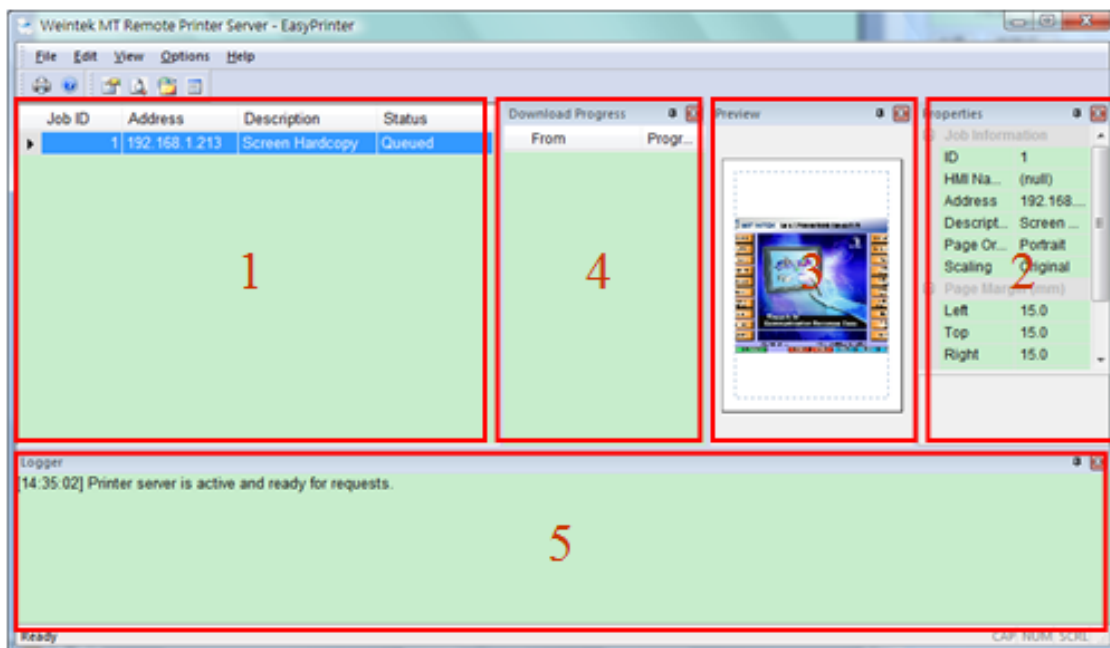 Weintek MT Remote Printer Server - EasyPrinter
File Edit View Options Help
Job ID Address Description Status
1 192.168.1.213 Screen Hardcopy Queued
1
Download Progress
From Progr...
4
Preview
3
Properties
Job Information
ID 1
HMI Na... (null)
Address 192.168....
Descript... Screen ...
Page Or... Portrait
Scaling Original
Page Margin (mm)
Left 15.0
Top 15.0
Right 15.0
2
Logger
[14:35:02] Printer server is active and ready for requests.
5
Ready CAP NUM SCRL